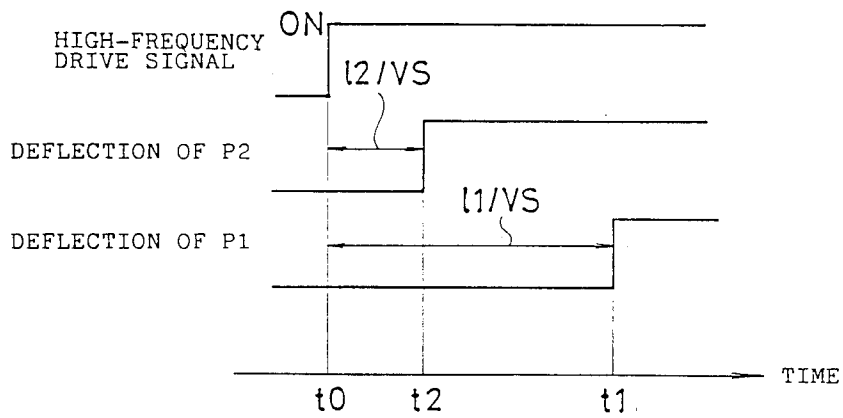 ON
HIGH-FREQUENCY
DRIVE SIGNAL
l2/VS
DEFLECTION OF P2
l1/VS
DEFLECTION OF P1
TIME
t0 t2 t1